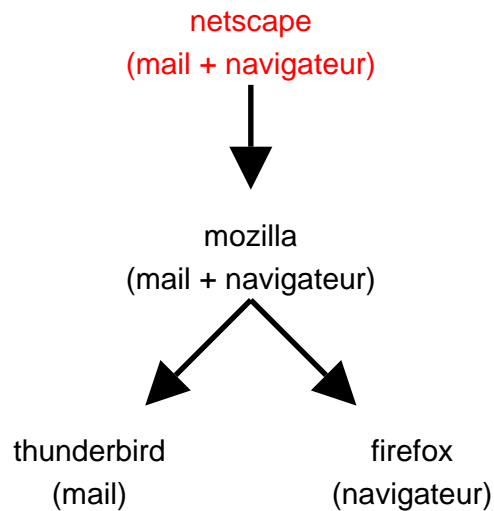 netscape
(mail + navigateur)
mozilla
(mail + navigateur)
thunderbird
(mail)
firefox
(navigateur)